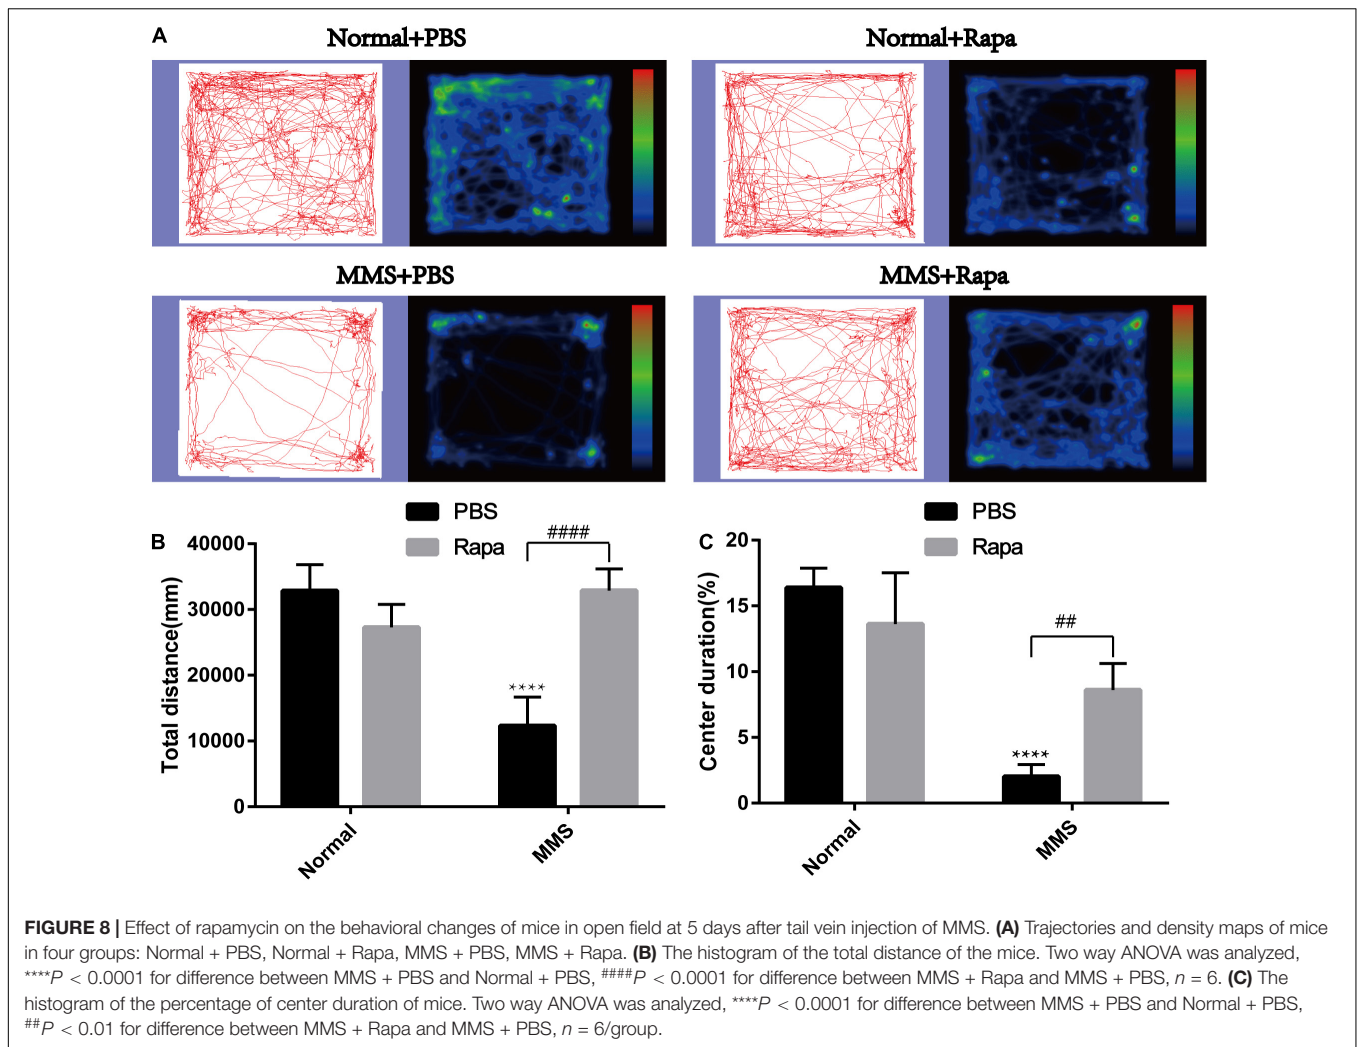 A
Normal+PBS
Normal+Rapa
MMS+PBS
MMS+Rapa
B
PBS
Rapa
####
40000
30000
20000
10000
0
Total distance(mm)
****
Normal
MMS
C
PBS
Rapa
##
20
15
10
5
0
Center duration(%)
****
Normal
MMS
FIGURE 8 | Effect of rapamycin on the behavioral changes of mice in open field at 5 days after tail vein injection of MMS. (A) Trajectories and density maps of mice
in four groups: Normal + PBS, Normal + Rapa, MMS + PBS, MMS + Rapa. (B) The histogram of the total distance of the mice. Two way ANOVA was analyzed,
****P < 0.0001 for difference between MMS + PBS and Normal + PBS, ####P < 0.0001 for difference between MMS + Rapa and MMS + PBS, n = 6. (C) The
histogram of the percentage of center duration of mice. Two way ANOVA was analyzed, ****P < 0.0001 for difference between MMS + PBS and Normal + PBS,
##P < 0.01 for difference between MMS + Rapa and MMS + PBS, n = 6/group.